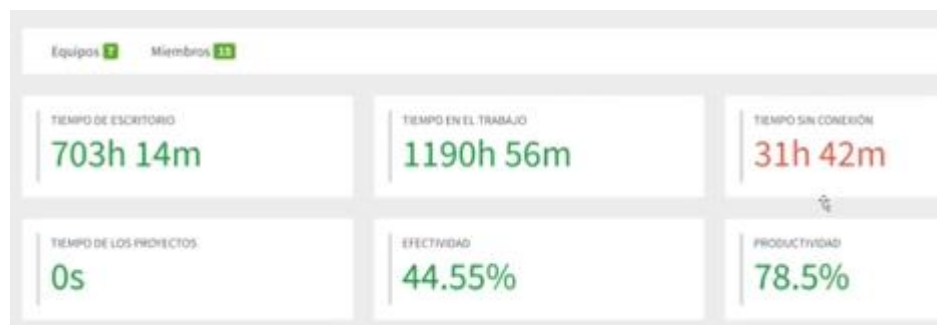 Equipos 7 Miembros 13
TIEMPO DE ESCRITORIO
703h 14m
TIEMPO EN EL TRABAJO
1190h 56m
TIEMPO SIN CONEXIÓN
31h 42m
TIEMPO DE LOS PROYECTOS
0s
EFECTIVIDAD
44.55%
PRODUCTIVIDAD
78.5%